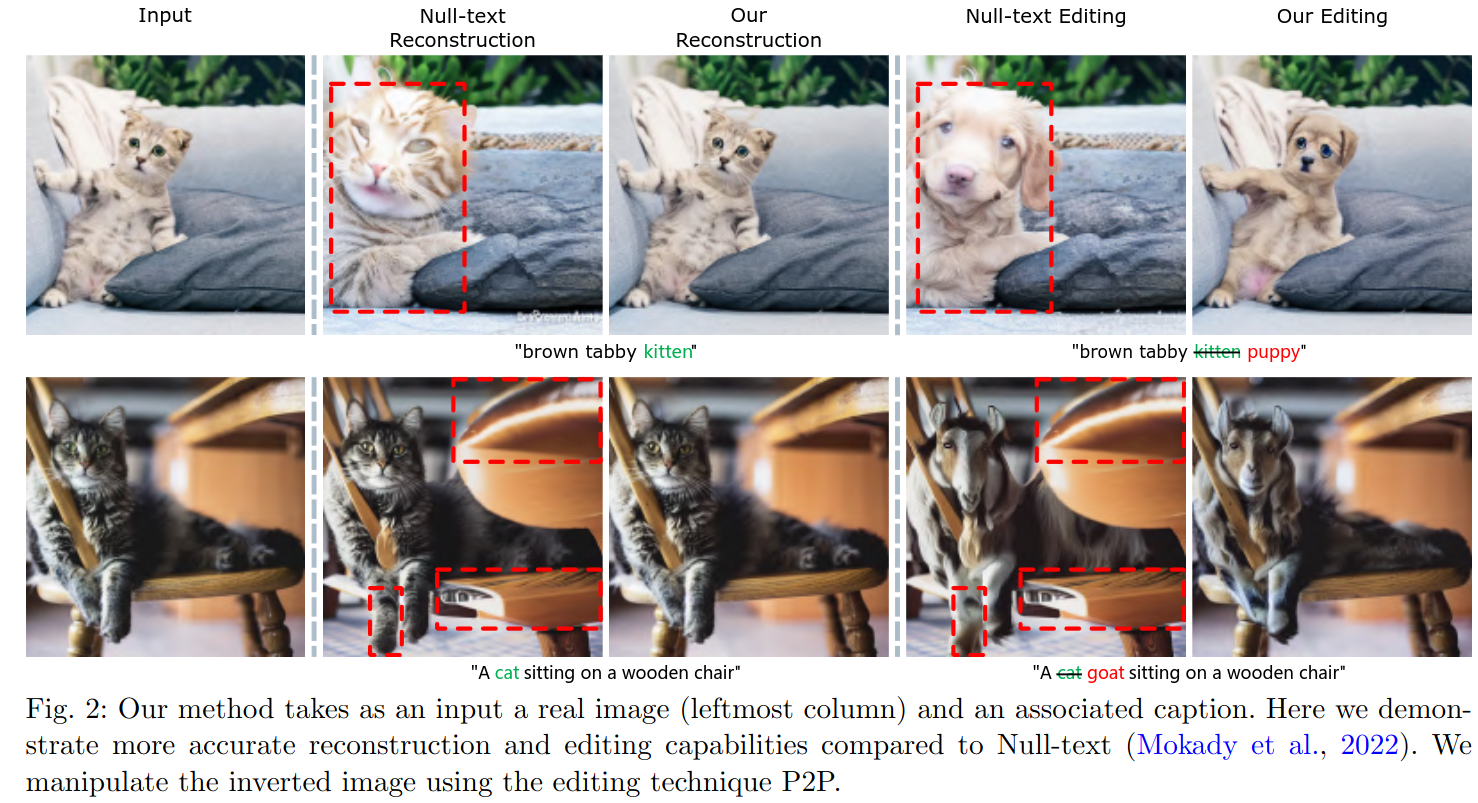 Input
Null-text
Reconstruction
Our
Reconstruction
Null-text Editing
Our Editing
"brown tabby kitten"
"brown tabby kitten puppy"
"A cat sitting on a wooden chair"
"A cat goat sitting on a wooden chair"
Fig. 2: Our method takes as an input a real image (leftmost column) and an associated caption. Here we demon-
strate more accurate reconstruction and editing capabilities compared to Null-text (Mokady et al., 2022). We
manipulate the inverted image using the editing technique P2P.